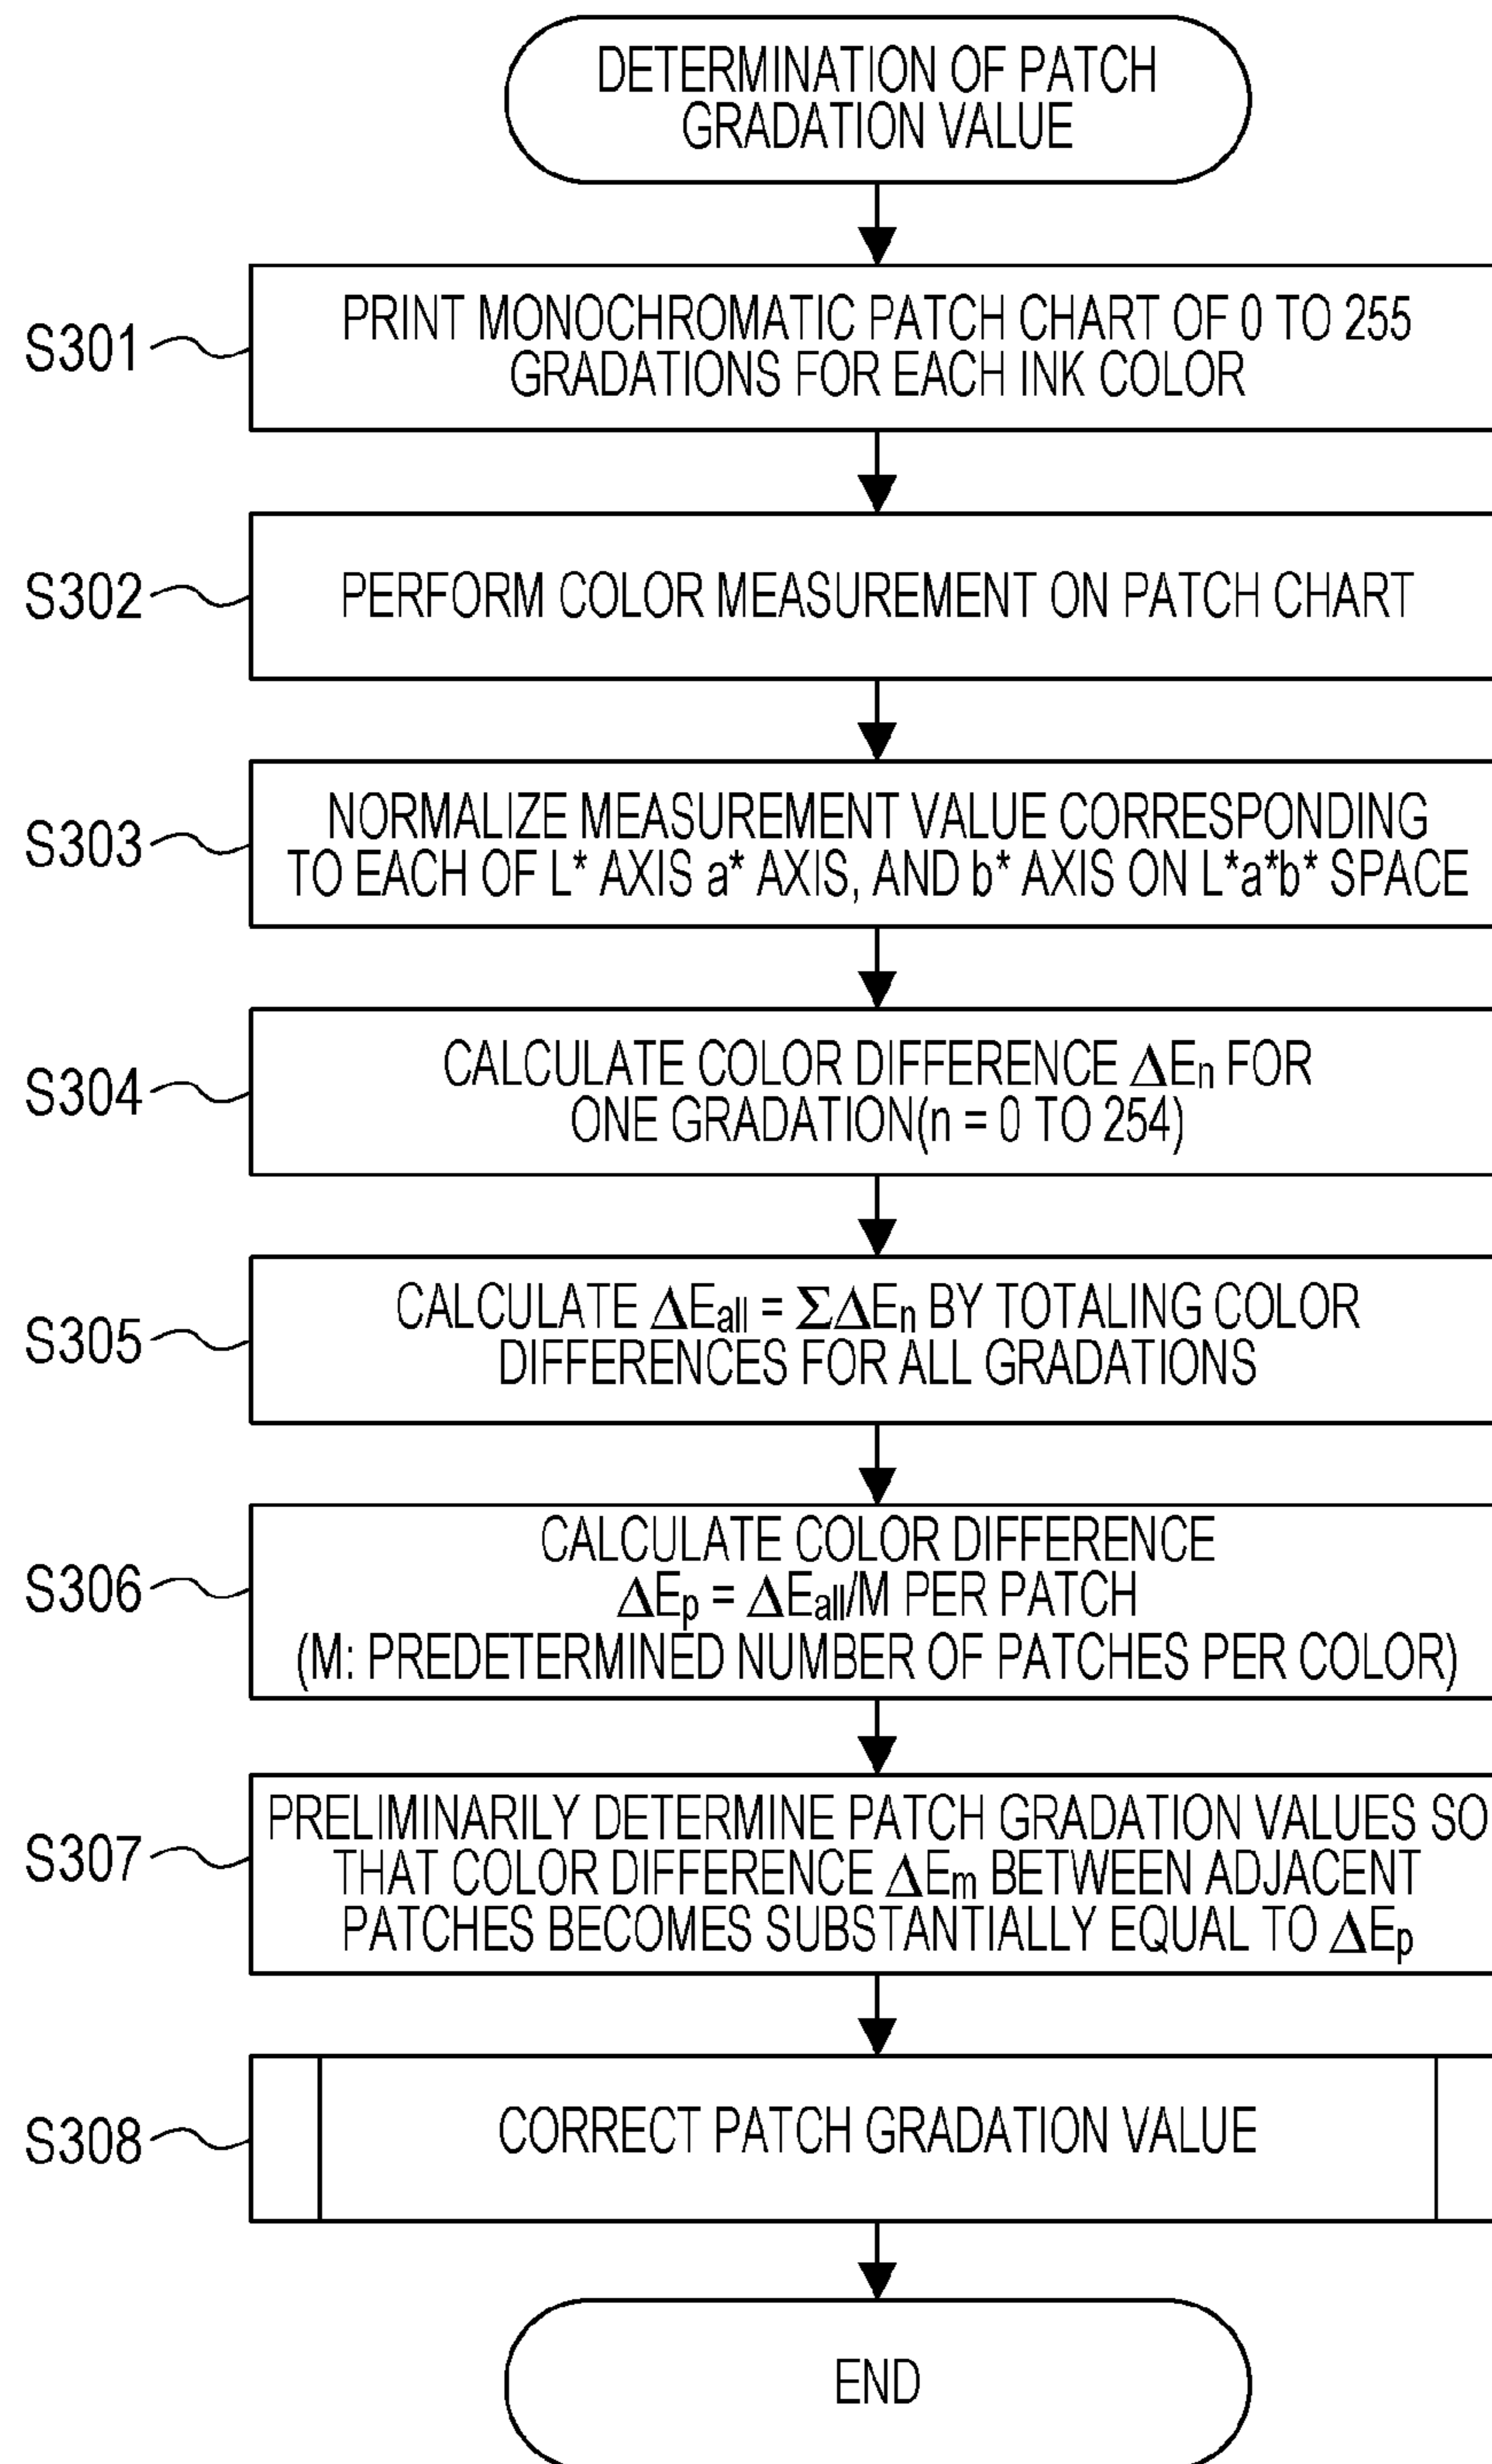 DETERMINATION OF PATCH
GRADATION VALUE
S301
PRINT MONOCHROMATIC PATCH CHART OF 0 TO 255
GRADATIONS FOR EACH INK COLOR
S302
PERFORM COLOR MEASUREMENT ON PATCH CHART
S303
NORMALIZE MEASUREMENT VALUE CORRESPONDING
TO EACH OF L* AXIS a* AXIS, AND b* AXIS ON L*a*b* SPACE
S304
CALCULATE COLOR DIFFERENCE ΔEn FOR
ONE GRADATION(n = 0 TO 254)
S305
CALCULATE ΔEall = ΣΔEn BY TOTALING COLOR
DIFFERENCES FOR ALL GRADATIONS
S306
CALCULATE COLOR DIFFERENCE
ΔEp = ΔEall/M PER PATCH
(M: PREDETERMINED NUMBER OF PATCHES PER COLOR)
S307
PRELIMINARILY DETERMINE PATCH GRADATION VALUES SO
THAT COLOR DIFFERENCE ΔEm BETWEEN ADJACENT
PATCHES BECOMES SUBSTANTIALLY EQUAL TO ΔEp
S308
CORRECT PATCH GRADATION VALUE
END